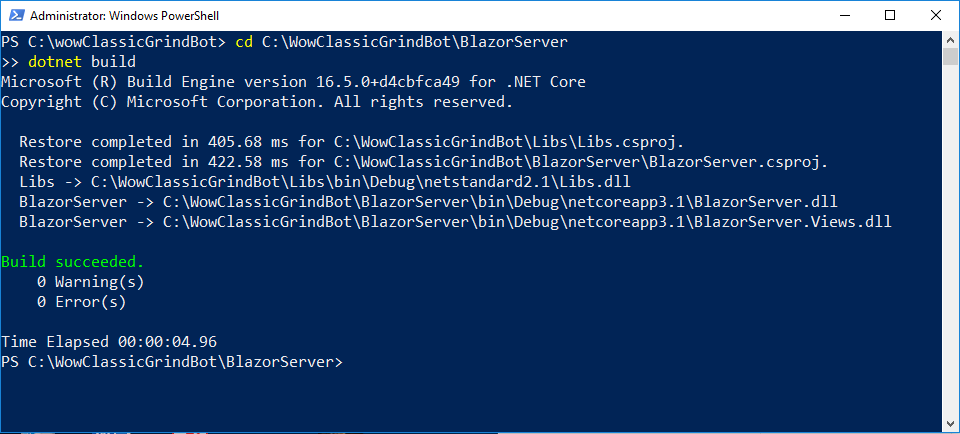 Administrator: Windows PowerShell
PS C:\wowClassicGrindBot> cd C:\WowClassicGrindBot\BlazorServer
>> dotnet build
Microsoft (R) Build Engine version 16.5.0+d4cbfca49 for .NET Core
Copyright (C) Microsoft Corporation. All rights reserved.
Restore completed in 405.68 ms for C:\WowClassicGrindBot\Libs\Libs.csproj.
Restore completed in 422.58 ms for C:\WowClassicGrindBot\BlazorServer\BlazorServer.csproj.
Libs -> C:\WowClassicGrindBot\Libs\bin\Debug\netstandard2.1\Libs.dll
BlazorServer -> C:\WowClassicGrindBot\BlazorServer\bin\Debug\netcoreapp3.1\BlazorServer.dll
BlazorServer -> C:\WowClassicGrindBot\BlazorServer\bin\Debug\netcoreapp3.1\BlazorServer.Views.dll
Build succeeded.
0 Warning(s)
0 Error(s)
Time Elapsed 00:00:04.96
PS C:\WowClassicGrindBot\BlazorServer>